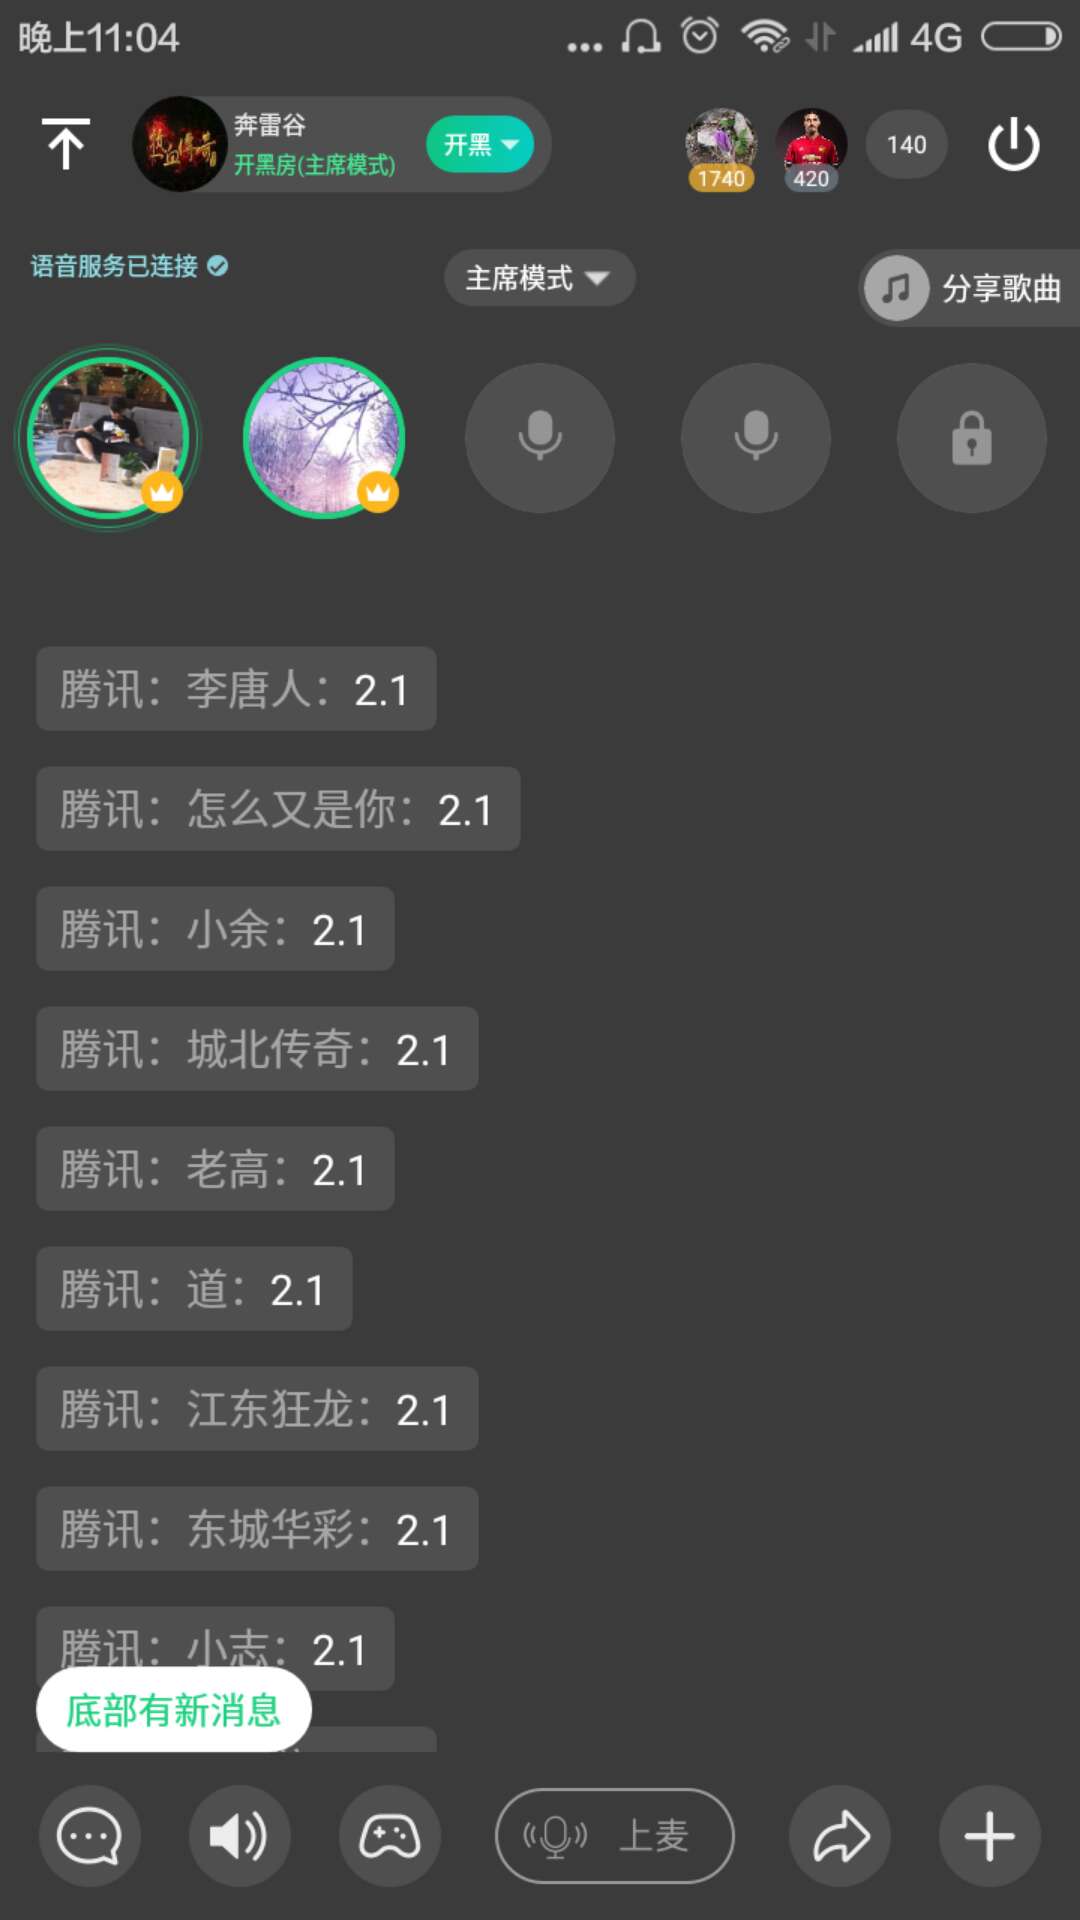 晚上11:04
4G
奔雷谷
开黑房(主席模式)
开黑
1740
420
140
语音服务已连接
主席模式
分享歌曲
热血传奇
腾讯：李唐人：2.1
腾讯：怎么又是你：2.1
腾讯：小余：2.1
腾讯：城北传奇：2.1
腾讯：老高：2.1
腾讯：道：2.1
腾讯：江东狂龙：2.1
腾讯：东城华彩：2.1
腾讯：小志：2.1
底部有新消息
上麦